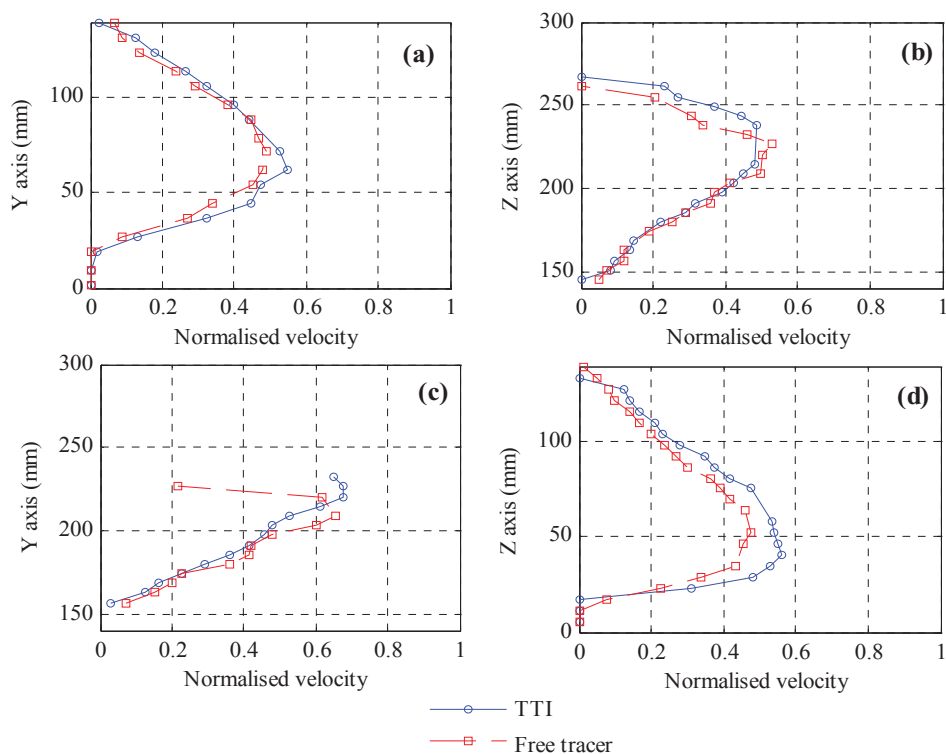 (a)
100
50
0
Y axis (mm)
0 0.2 0.4 0.6 0.8 1
Normalised velocity
(b)
300
250
200
150
Z axis (mm)
0 0.2 0.4 0.6 0.8 1
Normalised velocity
(c)
300
250
200
150
Y axis (mm)
0 0.2 0.4 0.6 0.8 1
Normalised velocity
(d)
100
50
0
Z axis (mm)
0 0.2 0.4 0.6 0.8 1
Normalised velocity
TTI
Free tracer